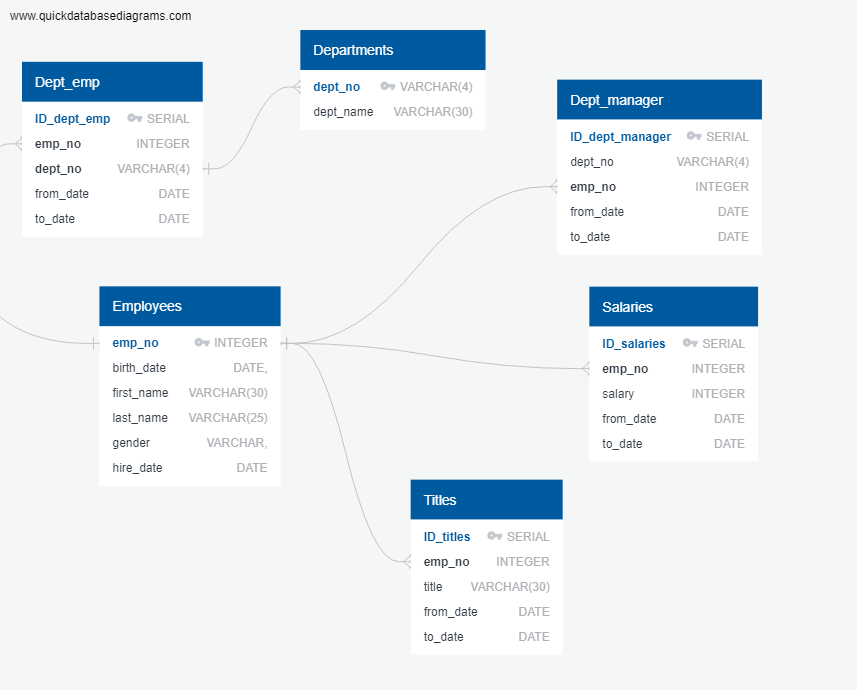 www.quickdatabasediagrams.com
Departments
dept_no VARCHAR(4)
dept_name VARCHAR(30)
Dept_emp
ID_dept_emp SERIAL
emp_no INTEGER
dept_no VARCHAR(4)
from_date DATE
to_date DATE
Dept_manager
ID_dept_manager SERIAL
dept_no VARCHAR(4)
emp_no INTEGER
from_date DATE
to_date DATE
Employees
emp_no INTEGER
birth_date DATE,
first_name VARCHAR(30)
last_name VARCHAR(25)
gender VARCHAR,
hire_date DATE
Salaries
ID_salaries SERIAL
emp_no INTEGER
salary INTEGER
from_date DATE
to_date DATE
Titles
ID_titles SERIAL
emp_no INTEGER
title VARCHAR(30)
from_date DATE
to_date DATE